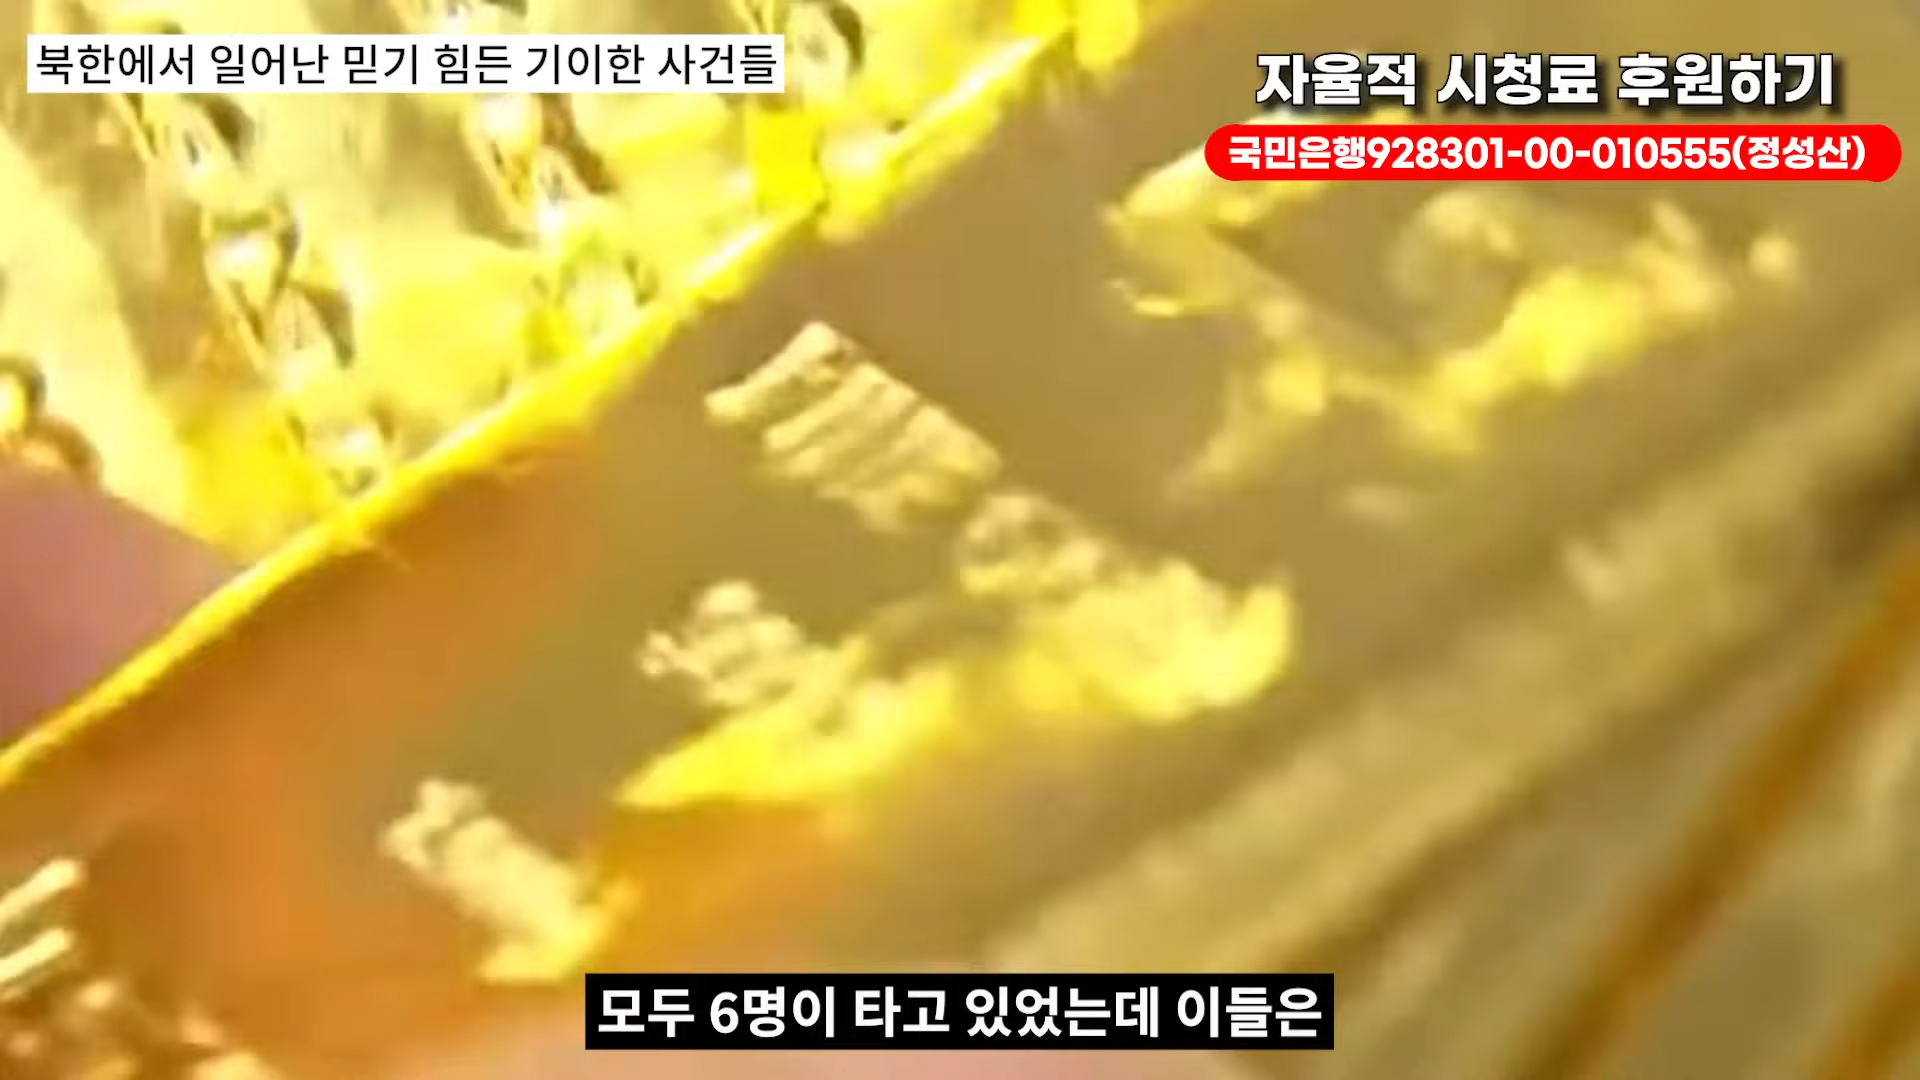 북한에서 일어난 믿기 힘든 기이한 사건들
자율적 시청료 후원하기
국민은행928301-00-010555(정성산)
모두 6명이 타고 있었는데 이들은